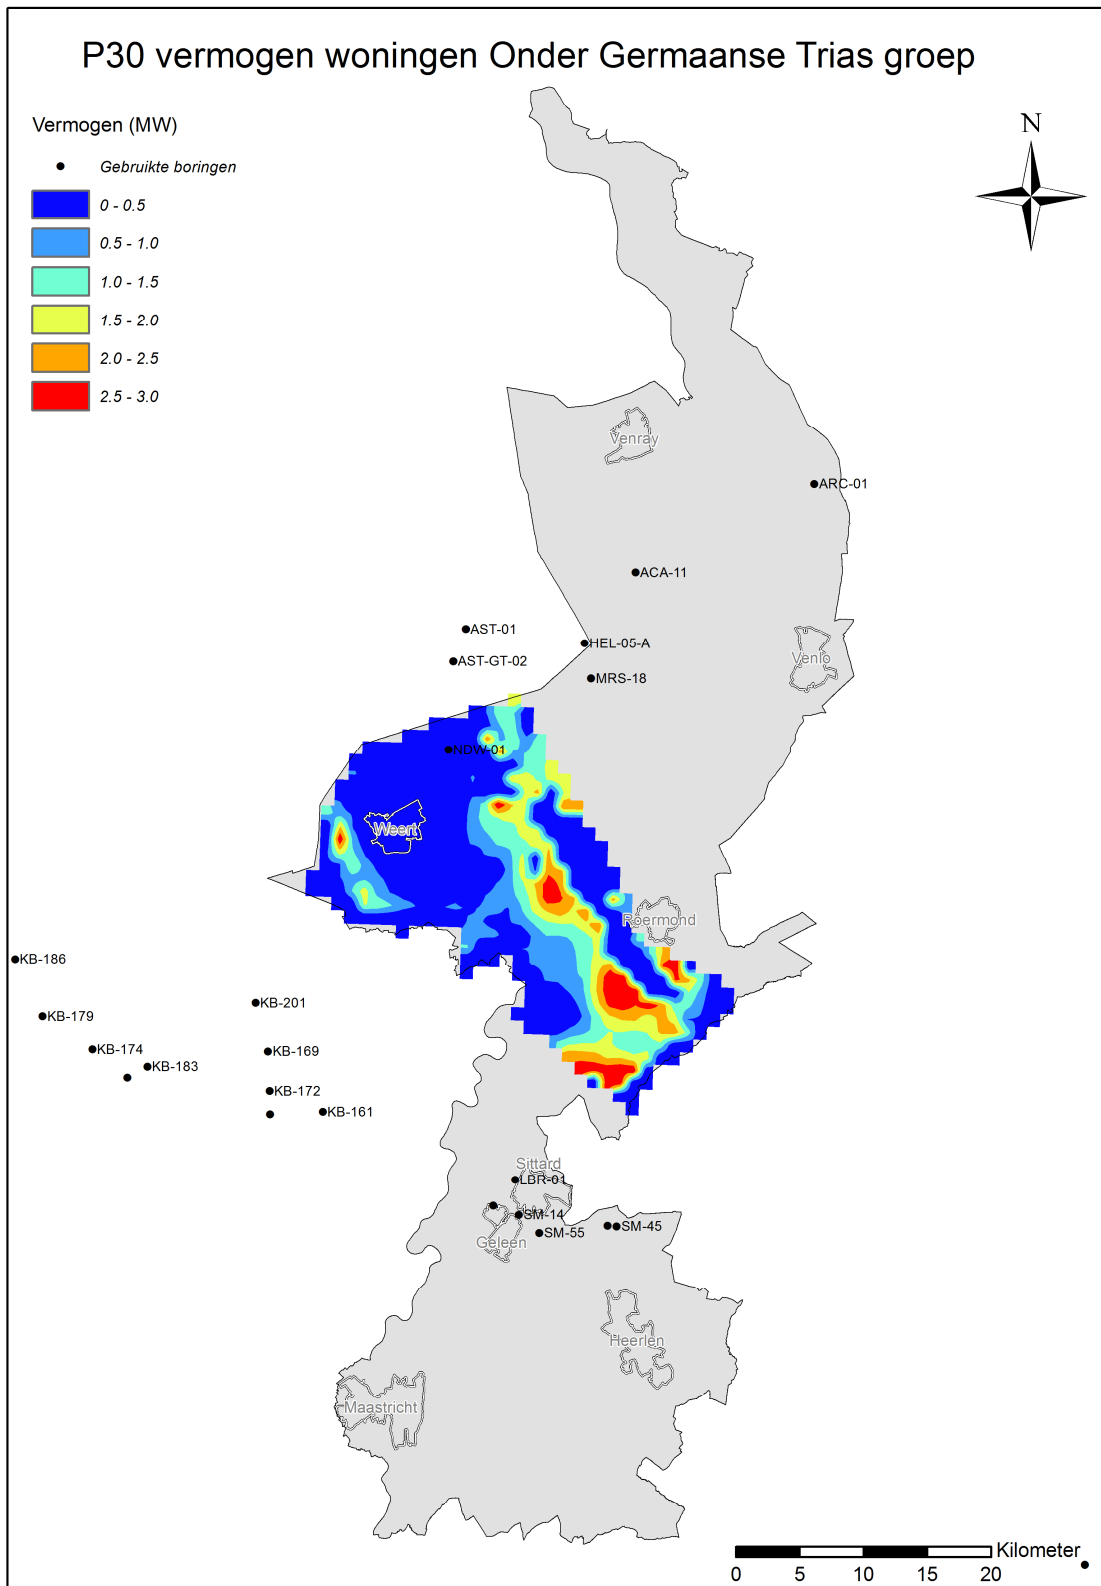 P30 vermogen woningen Onder Germaanse Trias groep
Vermogen (MW)
Gebruikte boringen
0 - 0.5
0.5 - 1.0
1.0 - 1.5
1.5 - 2.0
2.0 - 2.5
2.5 - 3.0
N
Venray
ARC-01
ACA-11
AST-01
HEL-05-A
AST-GT-02
Venlo
MRS-18
NDW-01
Weert
Roermond
KB-186
KB-201
KB-179
KB-174
KB-169
KB-183
KB-172
KB-161
Sittard
LBR-01
SM-14
SM-45
SM-55
Geleen
Heerlen
Maastricht
Kilometer
0 5 10 15 20